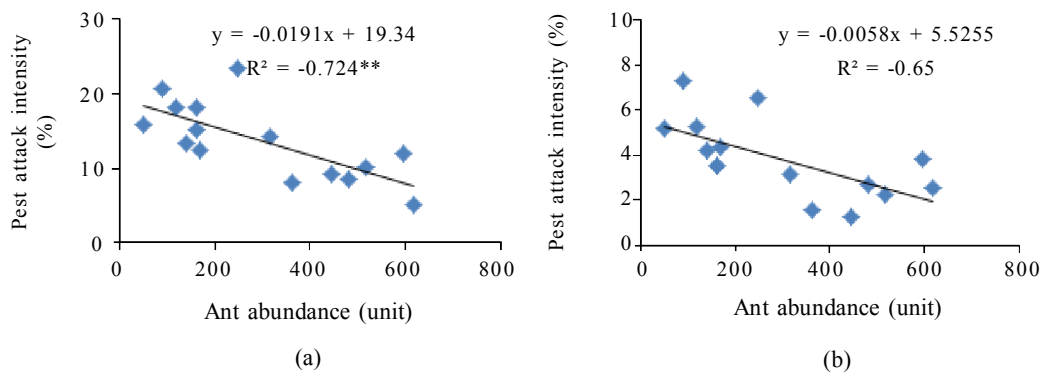 y = -0.0191x + 19.34
R² = -0.724**
30
20
10
0
0 200 400 600 800
Pest attack intensity
(%)
Ant abundance (unit)
(a)
y = -0.0058x + 5.5255
R² = -0.65
10
8
6
4
2
0
0 200 400 600 800
Pest attack intensity (%)
Ant abundance (unit)
(b)